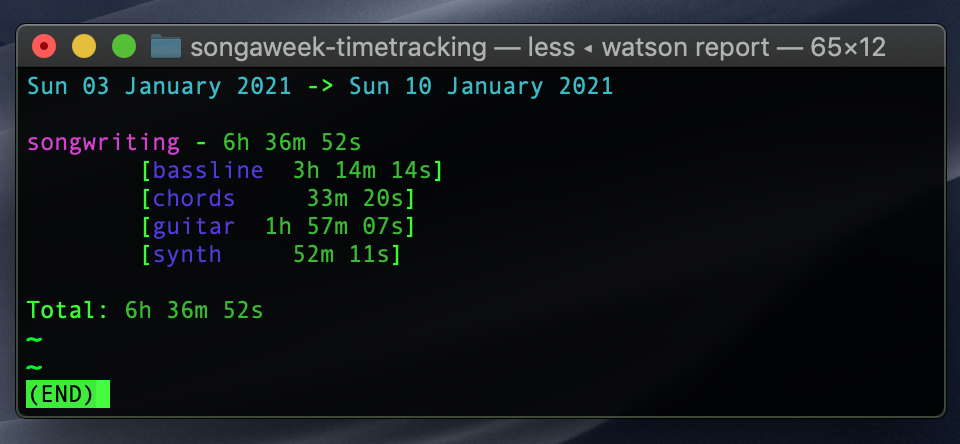 songaweek-timetracking — less ◂ watson report — 65×12
Sun 03 January 2021 -> Sun 10 January 2021
songwriting - 6h 36m 52s
[bassline  3h 14m 14s]
[chords     33m 20s]
[guitar  1h 57m 07s]
[synth     52m 11s]
Total: 6h 36m 52s
~
~
(END)